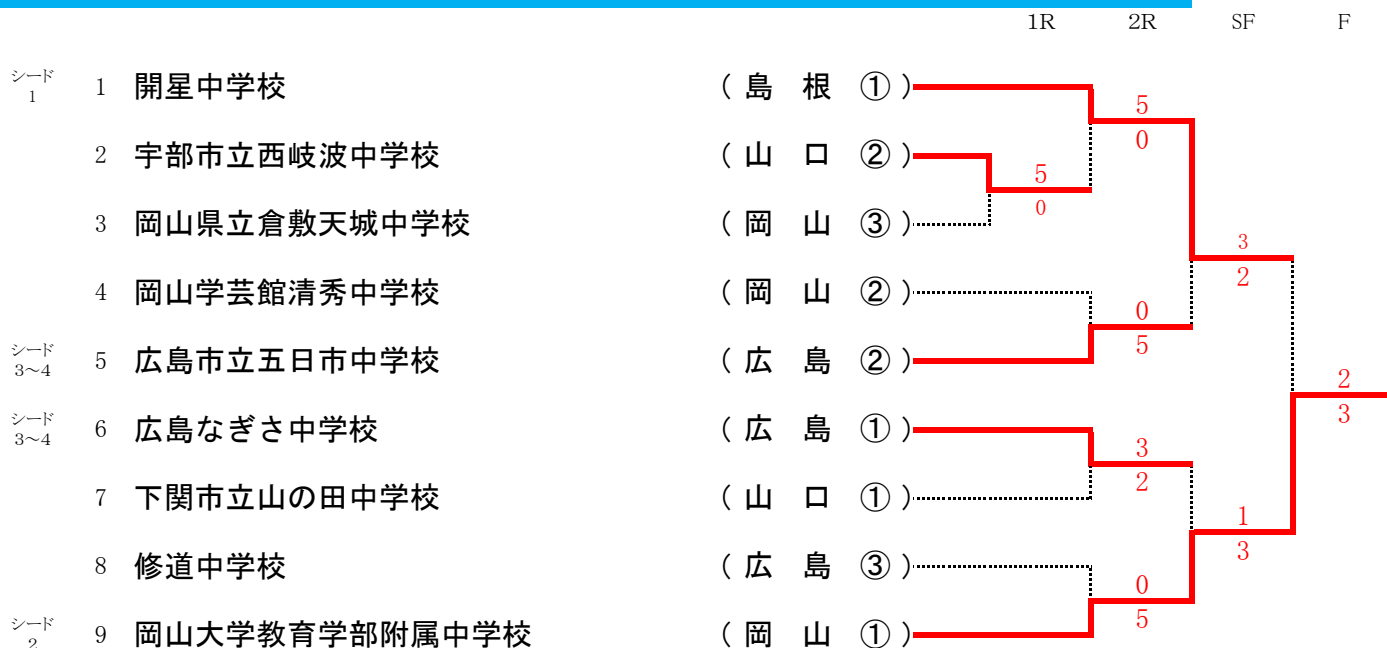 1R 2R SF F
シード 1 1 開星中学校 ( 島 根 ① )
5
0
2 宇部市立西岐波中学校 ( 山 口 ② )
5
0
3 岡山県立倉敷天城中学校 ( 岡 山 ③ )
3
2
4 岡山学芸館清秀中学校 ( 岡 山 ② )
0
5
シード 3~4 5 広島市立五日市中学校 ( 広 島 ② )
2
3
シード 3~4 6 広島なぎさ中学校 ( 広 島 ① )
3
2
7 下関市立山の田中学校 ( 山 口 ① )
1
3
8 修道中学校 ( 広 島 ③ )
0
5
シード 2 9 岡山大学教育学部附属中学校 ( 岡 山 ① )